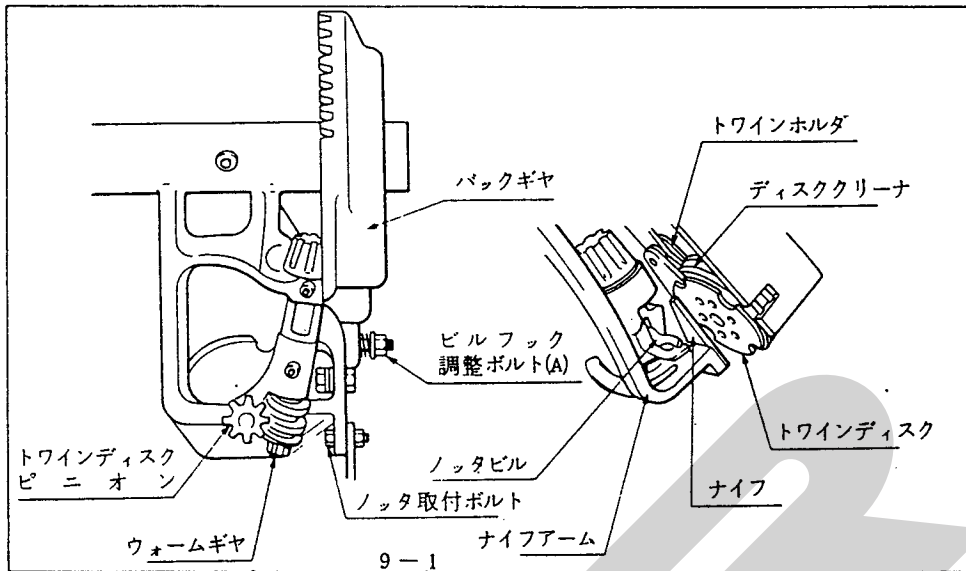 トワインホルダ
ディスククリーナ
バックギヤ
ビルフック
調整ボルト(A)
トワインディスク
ピニオン
ウォームギヤ
ノッタ取付ボルト
ノッタビル
ナイフアーム
ナイフ
トワインディスク
9－1